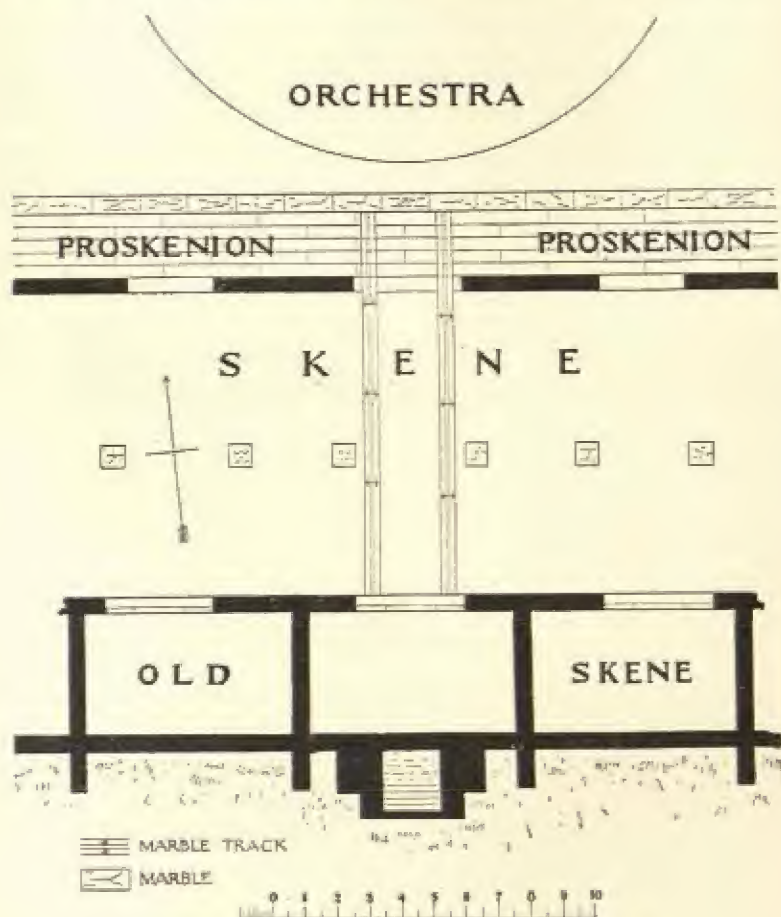 ORCHESTRA
PROSKENION PROSKENION
SKENE
OLD SKENE
MARBLE TRACK
MARBLE
0 1 2 3 4 5 6 7 8 9 10